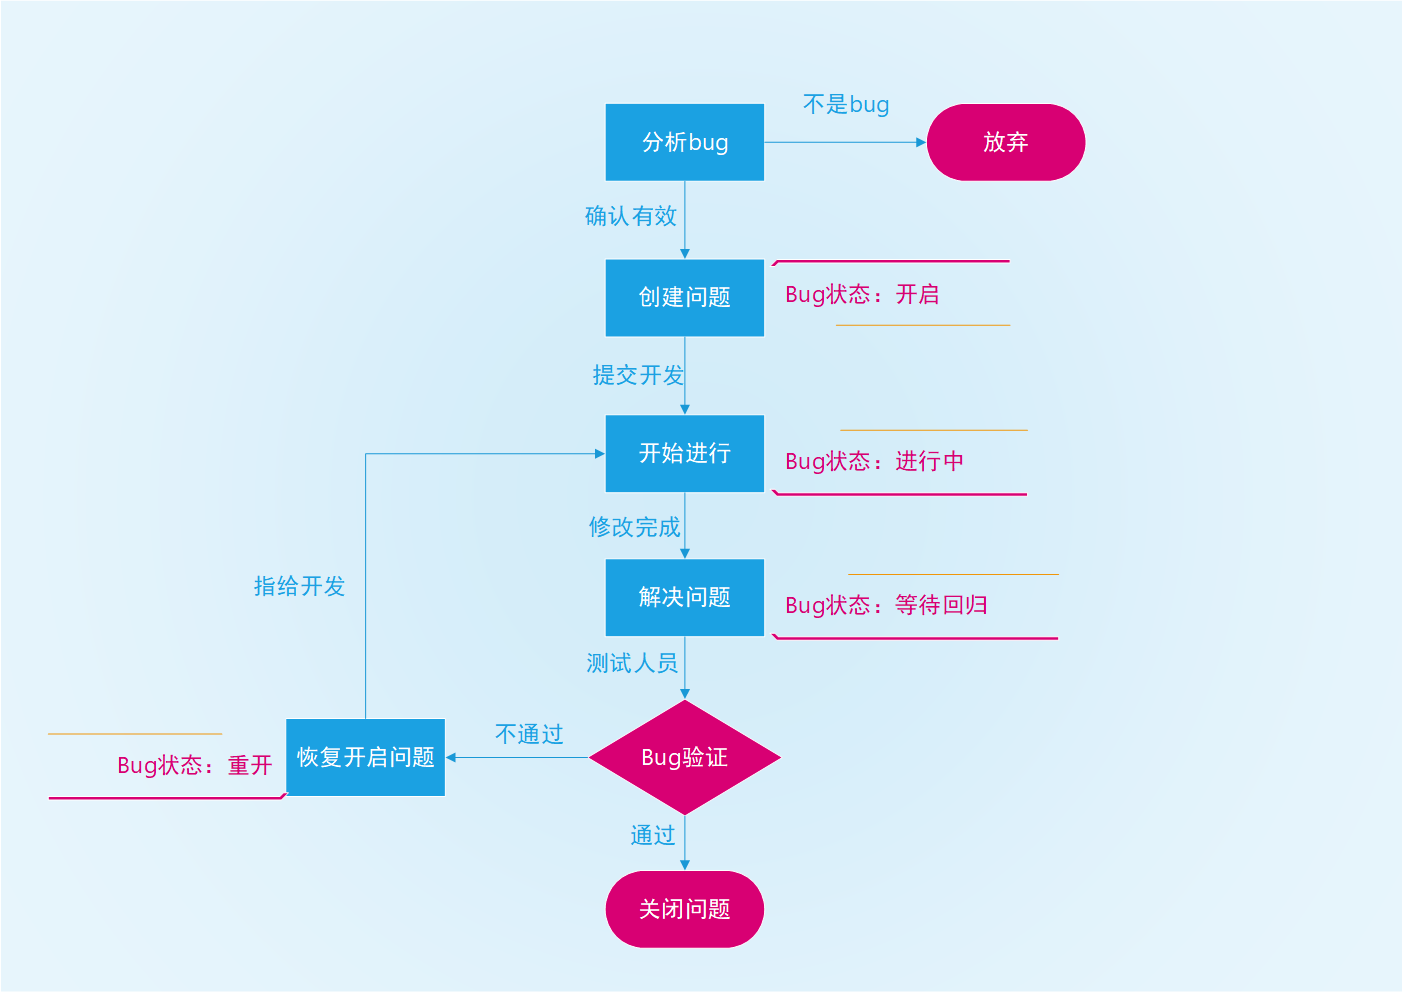 不是bug
分析bug
放弃
确认有效
创建问题
Bug状态：开启
提交开发
开始进行
Bug状态：进行中
修改完成
指给开发
解决问题
Bug状态：等待回归
测试人员
不通过
Bug验证
恢复开启问题
Bug状态：重开
通过
关闭问题